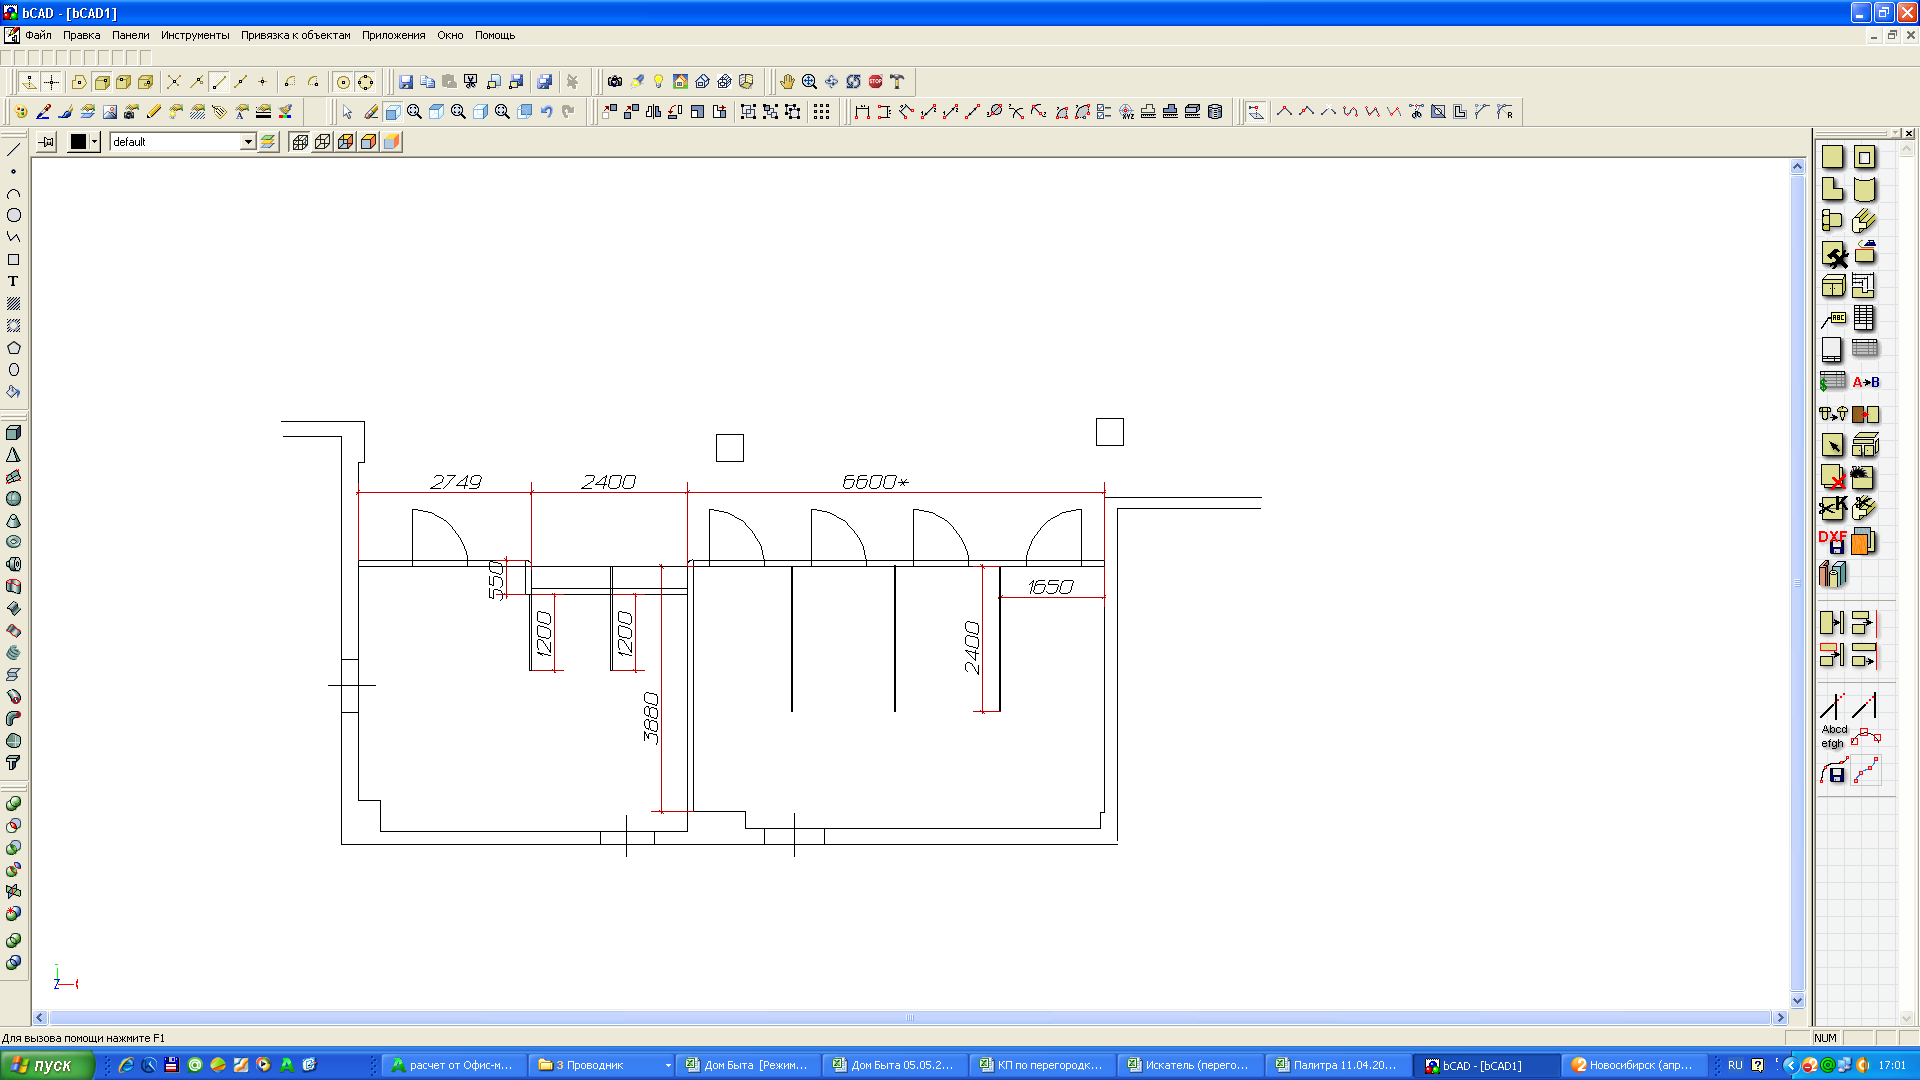 bCAD - [bCAD1]
Файл Правка Панели Инструменты Привязка к объектам Приложения Окно Помощь
default
2749 2400 6600*
550
1650
1200 1200
2400
3880
Z
T
STOP
XYZ
R
ABC
A B
K
DXF
Abcd
efgh
Для вызова помощи нажмите F1
NUM
пуск
расчет от Офис-м...
3 Проводник
Дом Быта [Режим...
Дом Быта 05.05.2...
КП по перегородк...
Искатель (перего...
Палитра 11.04.20...
bCAD - [bCAD1]
Новосибирск (апр...
RU
17:01